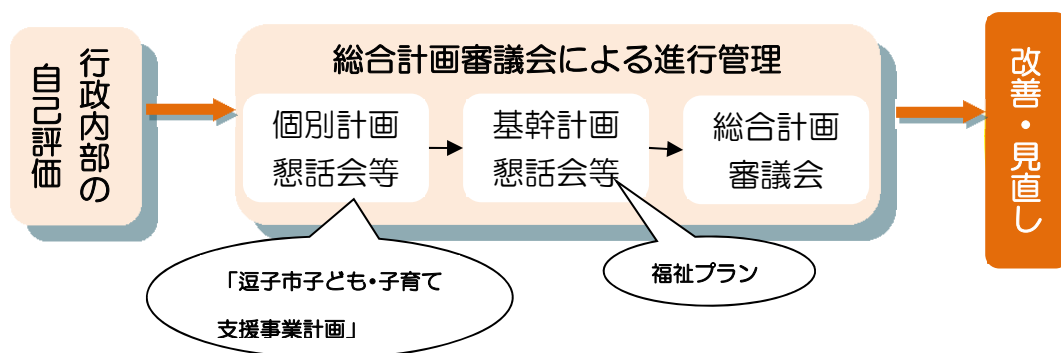 行政内部の
自己評価
総合計画審議会による進行管理
個別計画
懇話会等
基幹計画
懇話会等
総合計画
審議会
改善・見直し
「逗子市子ども・子育て
支援事業計画」
福祉プラン